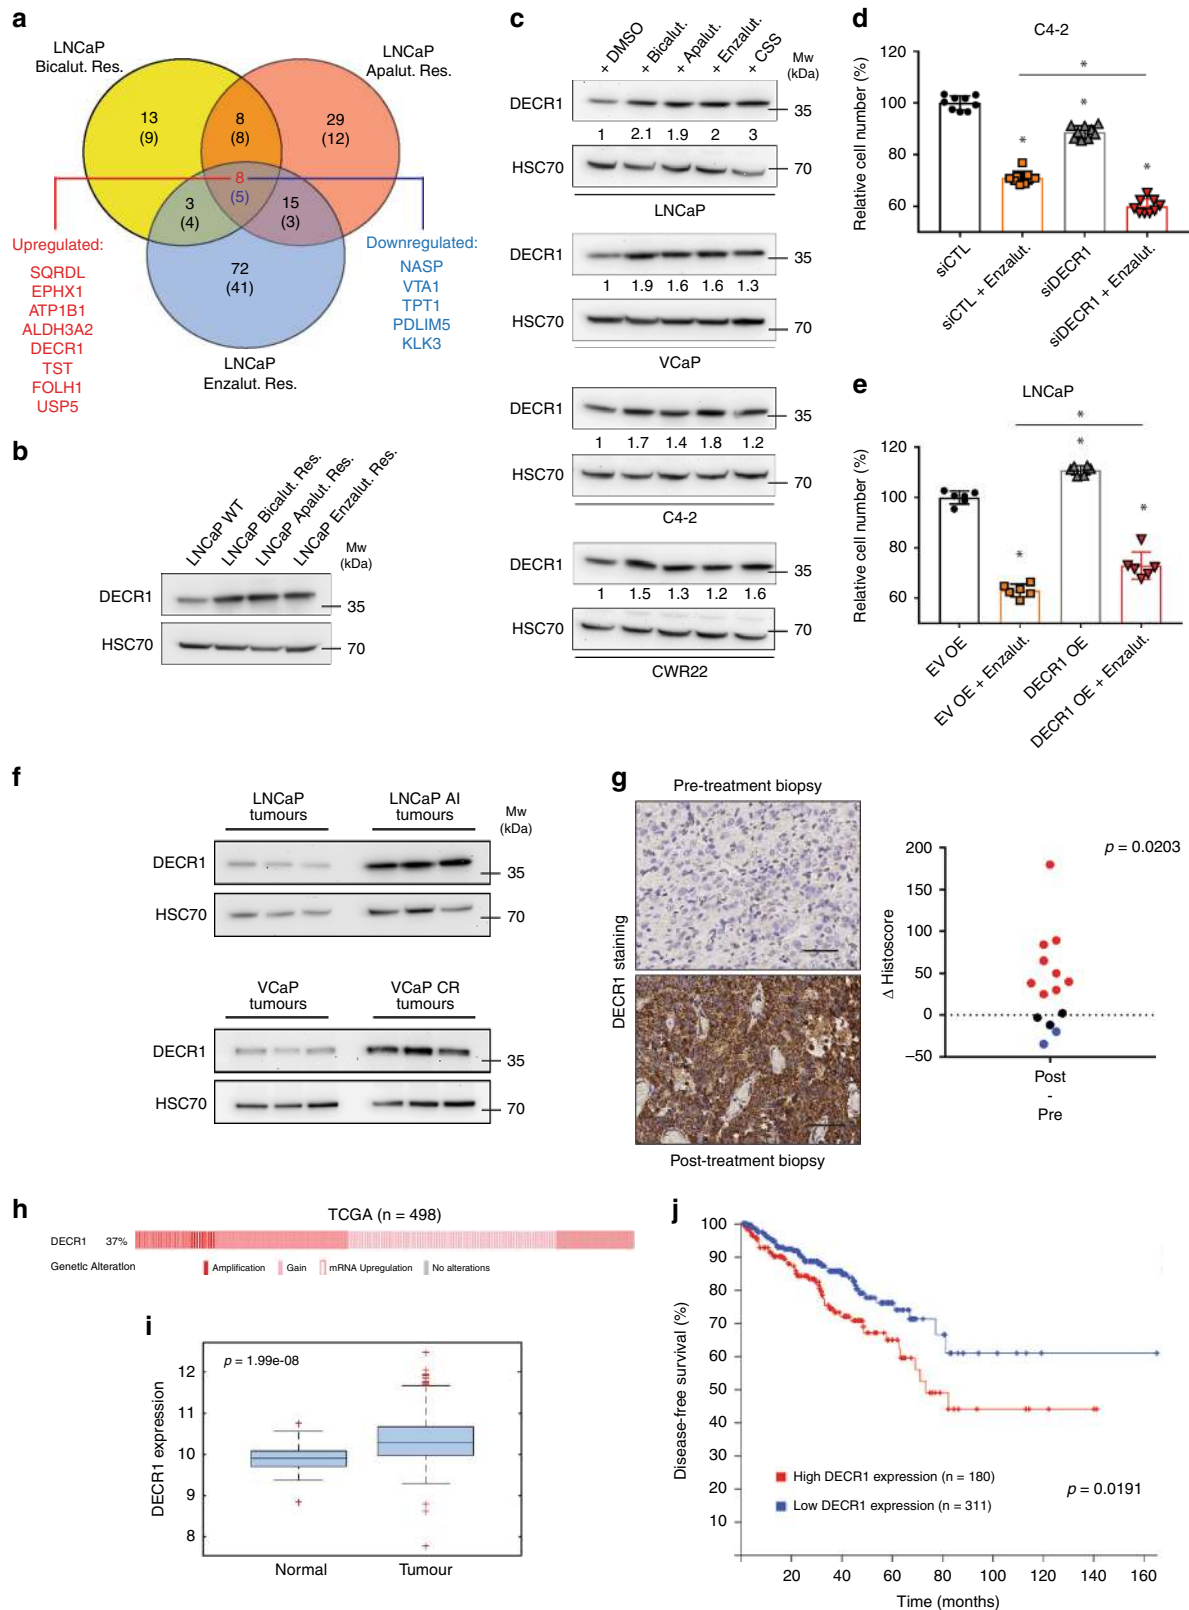 a
LNCaP
Bicalut. Res.
LNCaP
Apalut. Res.
13
(9)
8
(8)
29
(12)
8
(5)
3
(4)
15
(3)
72
(41)
LNCaP
Enzalut. Res.
Upregulated:
SQRDL
EPHX1
ATP1B1
ALDH3A2
DECR1
TST
FOLH1
USP5
Downregulated:
NASP
VTA1
TPT1
PDLIM5
KLK3
b
LNCaP WT
LNCaP Bicalut. Res.
LNCaP Apalut. Res.
LNCaP Enzalut. Res.
Mw
(kDa)
DECR1
35
HSC70
70
c
+ DMSO
+ Bicalut.
+ Apalut.
+ Enzalut.
+ CSS
Mw
(kDa)
DECR1
35
1 2.1 1.9 2 3
HSC70
70
LNCaP
DECR1
35
1 1.9 1.6 1.6 1.3
HSC70
70
VCaP
DECR1
35
1 1.7 1.4 1.8 1.2
HSC70
70
C4-2
DECR1
35
1 1.5 1.3 1.2 1.6
HSC70
70
CWR22
d
C4-2
Relative cell number (%)
120
100
80
60
*
*
*
*
siCTL
siCTL + Enzalut.
siDECR1
siDECR1 + Enzalut.
e
LNCaP
Relative cell number (%)
120
100
80
60
*
*
*
*
EV OE
EV OE + Enzalut.
DECR1 OE
DECR1 OE + Enzalut.
f
LNCaP
tumours
LNCaP AI
tumours
Mw
(kDa)
DECR1
35
HSC70
70
VCaP
tumours
VCaP CR
tumours
DECR1
35
HSC70
70
g
Pre-treatment biopsy
DECR1 staining
Post-treatment biopsy
p = 0.0203
Δ Histoscore
200
150
100
50
0
−50
Post
-
Pre
h
TCGA (n = 498)
DECR1 37%
Genetic Alteration
Amplification
Gain
mRNA Upregulation
No alterations
i
p = 1.99e-08
DECR1 expression
12
11
10
9
8
Normal
Tumour
j
Disease-free survival (%)
100
90
80
70
60
50
40
30
20
10
High DECR1 expression (n = 180)
Low DECR1 expression (n = 311)
p = 0.0191
20 40 60 80 100 120 140 160
Time (months)